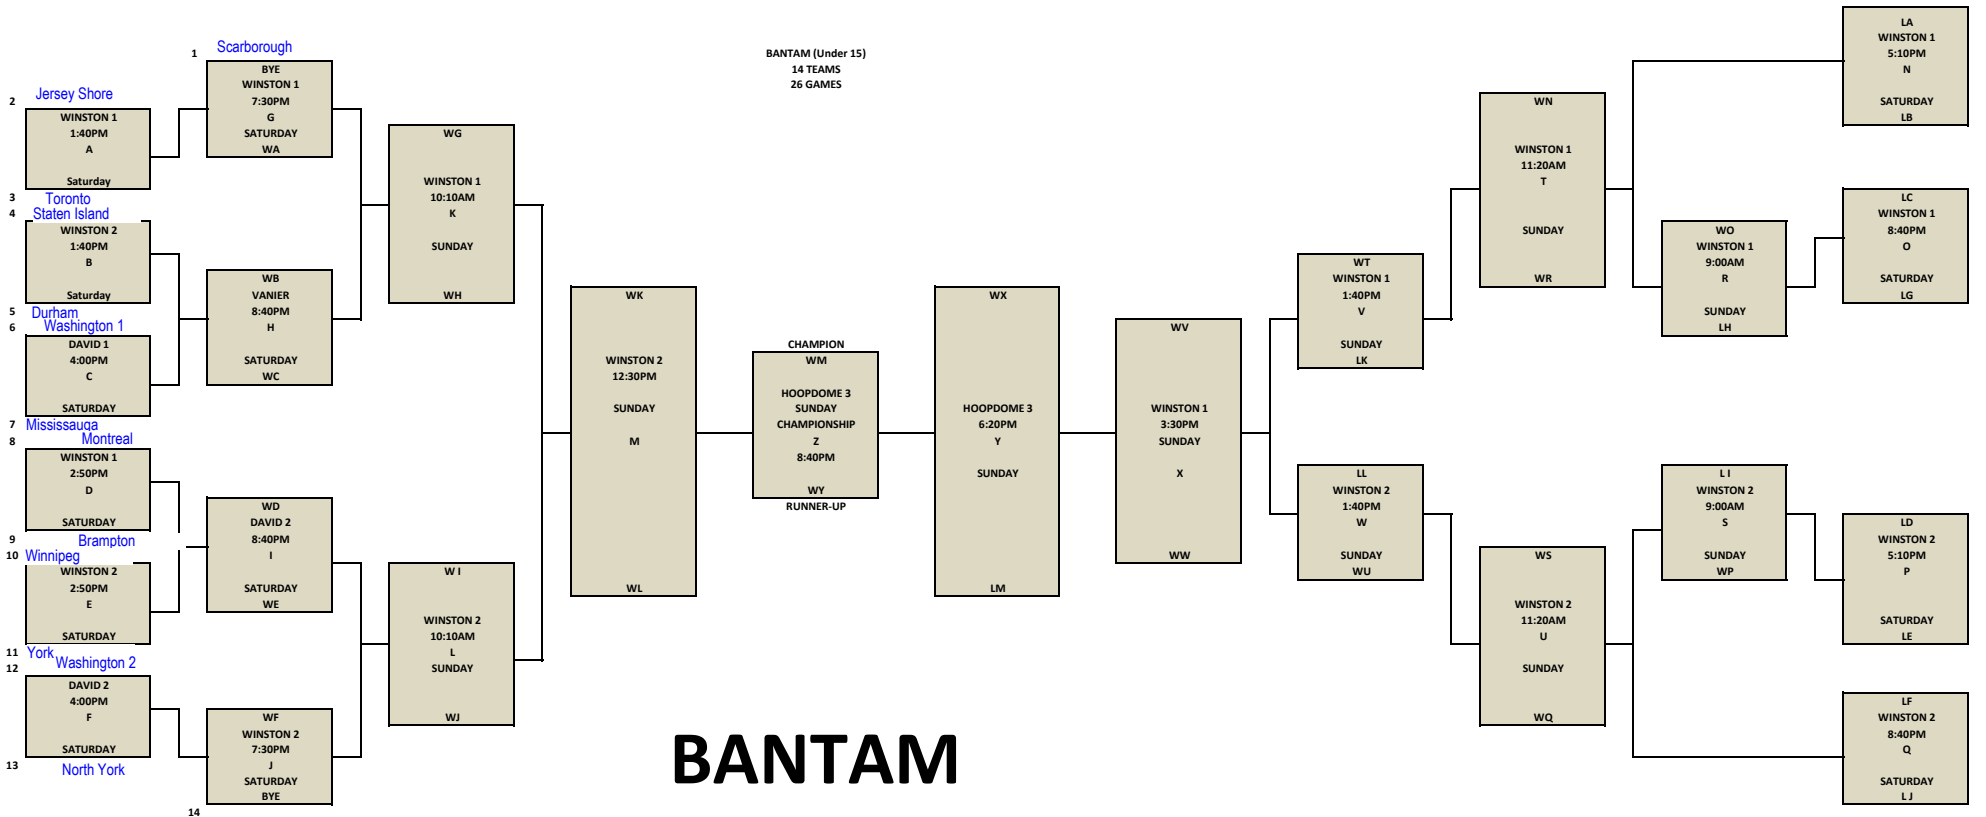 1
Scarborough
BYE
WINSTON 1
7:30PM
G
SATURDAY
WA
2
Jersey Shore
WINSTON 1
1:40PM
A
Saturday
3
Toronto
4
Staten Island
WINSTON 2
1:40PM
B
Saturday
5
Durham
6
Washington 1
DAVID 1
4:00PM
C
SATURDAY
7
Mississauga
8
Montreal
WINSTON 1
2:50PM
D
SATURDAY
9
Brampton
10
Winnipeg
WINSTON 2
2:50PM
E
SATURDAY
11
York
12
Washington 2
DAVID 2
4:00PM
F
SATURDAY
13
North York
WB
VANIER
8:40PM
H
SATURDAY
WC
WD
DAVID 2
8:40PM
I
SATURDAY
WE
WF
WINSTON 2
7:30PM
J
SATURDAY
BYE
14
WG
WINSTON 1
10:10AM
K
SUNDAY
WH
W I
WINSTON 2
10:10AM
L
SUNDAY
WJ
WK
WINSTON 2
12:30PM
SUNDAY
M
WL
BANTAM (Under 15)
14 TEAMS
26 GAMES
CHAMPION
WM
HOOPDOME 3
SUNDAY
CHAMPIONSHIP
Z
8:40PM
WY
RUNNER-UP
BANTAM
WX
HOOPDOME 3
6:20PM
Y
SUNDAY
LM
WV
WINSTON 1
3:30PM
SUNDAY
X
WW
WT
WINSTON 1
1:40PM
V
SUNDAY
LK
LL
WINSTON 2
1:40PM
W
SUNDAY
WU
WN
WINSTON 1
11:20AM
T
SUNDAY
WR
WS
WINSTON 2
11:20AM
U
SUNDAY
WQ
WO
WINSTON 1
9:00AM
R
SUNDAY
LH
L I
WINSTON 2
9:00AM
S
SUNDAY
WP
LA
WINSTON 1
5:10PM
N
SATURDAY
LB
LC
WINSTON 1
8:40PM
O
SATURDAY
LG
LD
WINSTON 2
5:10PM
P
SATURDAY
LE
LF
WINSTON 2
8:40PM
Q
SATURDAY
L J